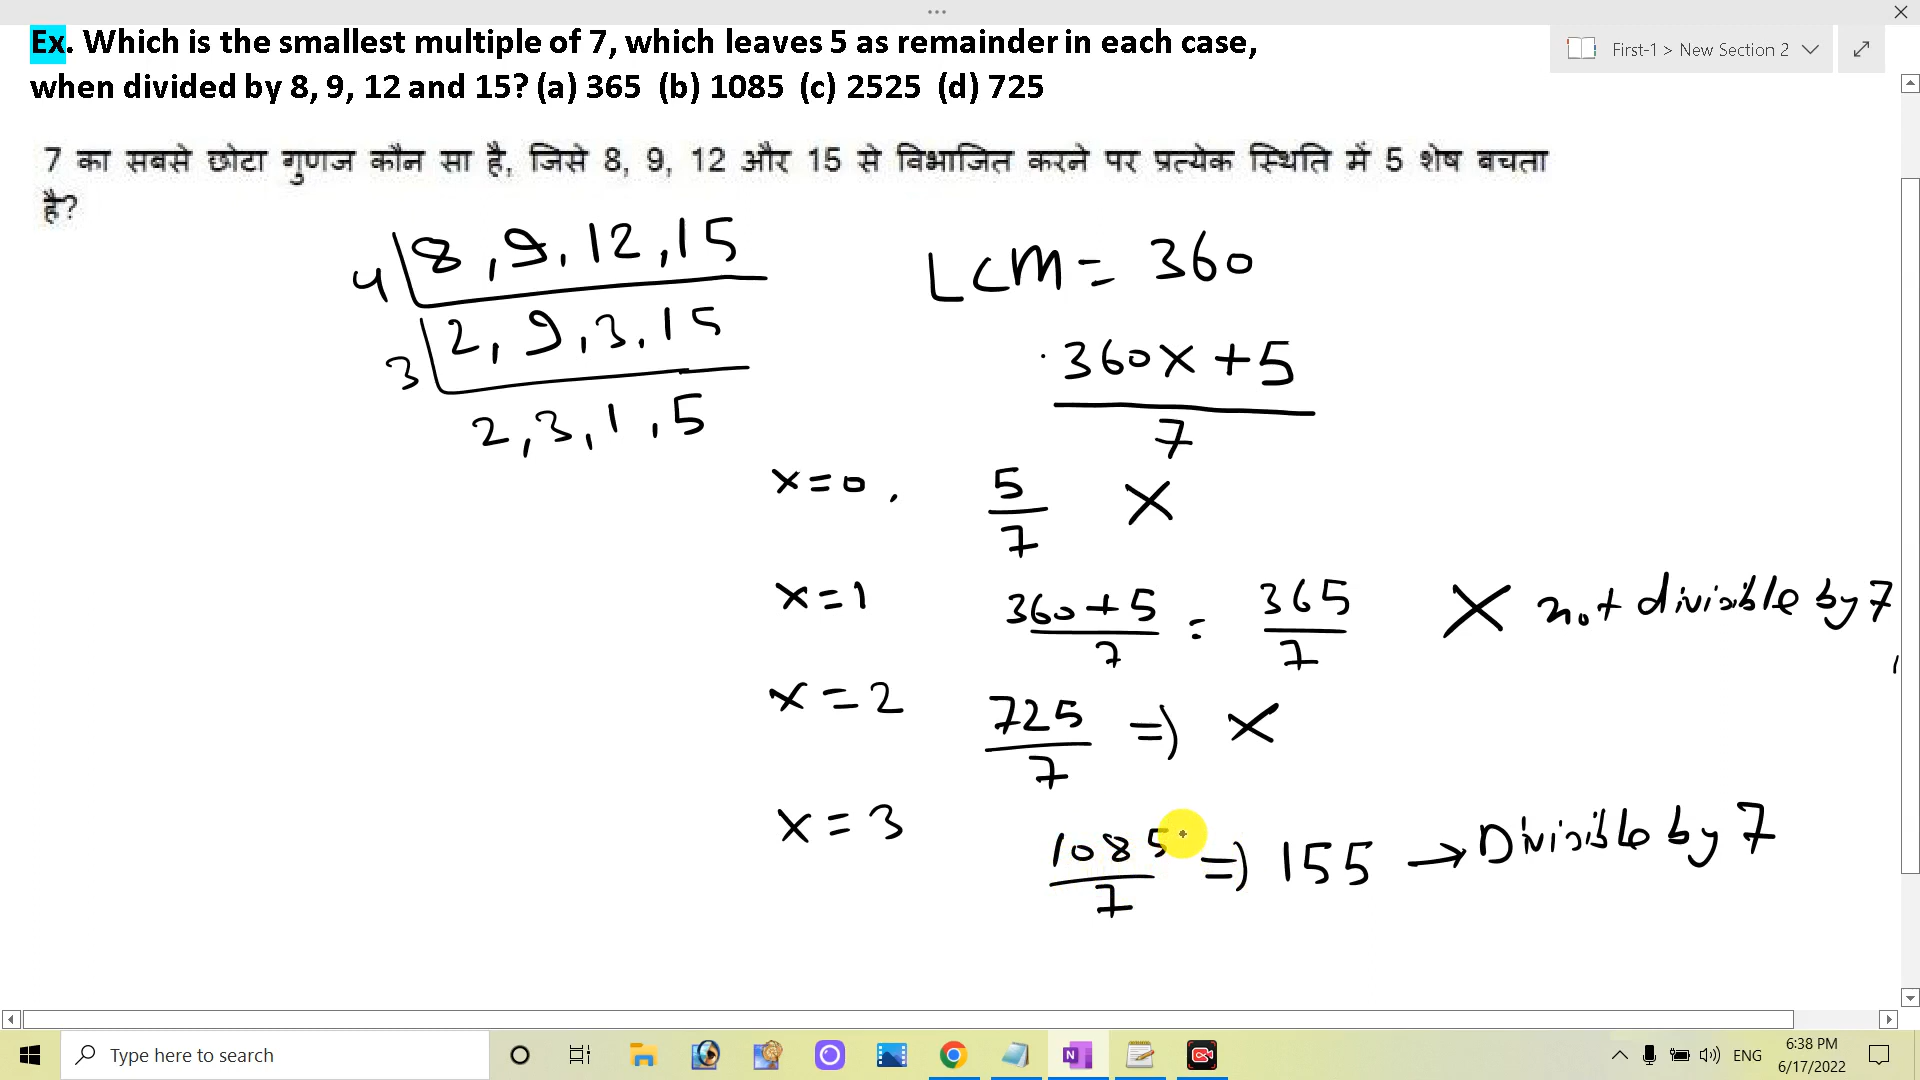 Ex. Which is the smallest multiple of 7, which leaves 5 as remainder in each case,
when divided by 8, 9, 12 and 15? (a) 365 (b) 1085 (c) 2525 (d) 725
First-1 > New Section 2
7 का सबसे छोटा गुणज कौन सा है, जिसे 8, 9, 12 और 15 से विभाजित करने पर प्रत्येक स्थिति में 5 शेष बचता
है?
4 8, 9, 12, 15
3 2, 9, 3, 15
2, 3, 1, 5
LCM = 360
360x + 5
7
x = 0, 5/7 X
x = 1 360+5/7 = 365/7 X not divisible by 7
x = 2 725/7 => X
x = 3 1085/7 => 155 → Divisible by 7
Type here to search
ENG
6:38 PM
6/17/2022